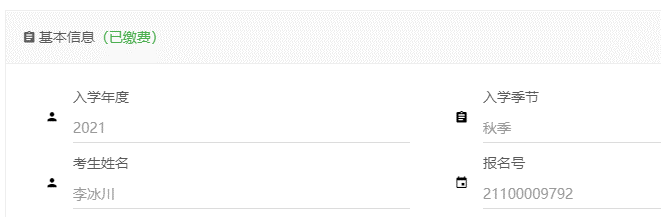 基本信息（已缴费）
入学年度
入学季节
2021
秋季
考生姓名
报名号
李冰川
21100009792